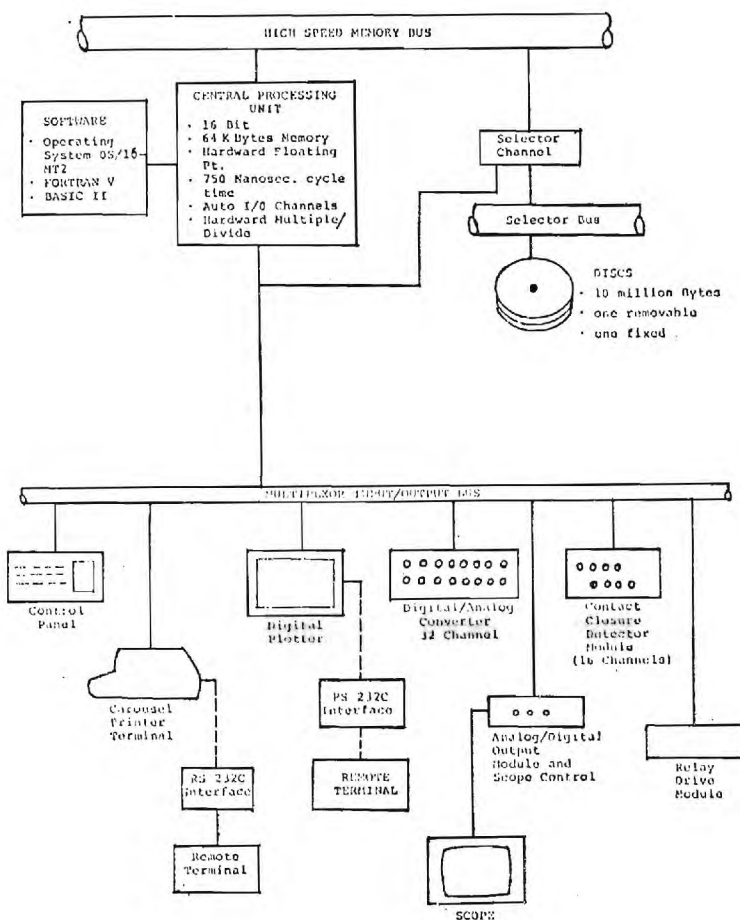 HIGH SPEED MEMORY BUS
CENTRAL PROCESSING
UNIT
· 16 Bit
· 64 K Bytes Memory
· Hardware Floating
Pt.
· 750 Nanosec. cycle
time
· Auto I/O Channels
· Hardware Multiple/
Divide
SOFTWARE
· Operating
System OS/16-
MT2
· FORTRAN V
· BASIC II
Selector
Channel
Selector Bus
DISCS
· 10 million Bytes
· one removable
· one fixed
MULTIPLEXOR INPUT/OUTPUT BUS
Control
Panel
Digital
Plotter
Digital/Analog
Converter
32 Channel
Contact
Closure
Detector
Module
(16 Channels)
Carousel
Printer
Terminal
RS 232C
Interface
Remote
Terminal
RS 232C
Interface
REMOTE
TERMINAL
Analog/Digital
Output
Module and
Scope Control
SCOPE
Relay
Drive
Module